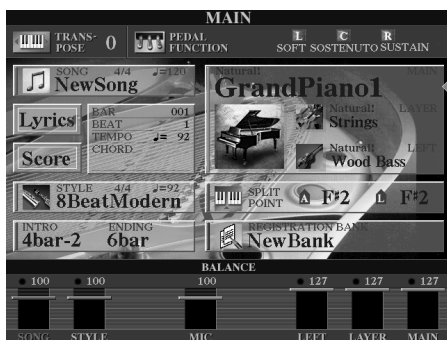 MAIN
TRANS-
POSE 0
PEDAL
FUNCTION
L C R
SOFT SOSTENUTO SUSTAIN
SONG 4/4 ♩=120
NewSong
Natural! MAIN
GrandPiano1
Lyrics
BAR 001
BEAT 1
TEMPO ♩= 92
CHORD
Natural! LAYER
Strings
Score
Natural! LEFT
Wood Bass
STYLE 4/4 ♩=92
8BeatModern
SPLIT
POINT A F♯2 L F♯2
INTRO ENDING
4bar-2 6bar
REGISTRATION BANK
NewBank
BALANCE
100 100 100 127 127 127
SONG STYLE MIC LEFT LAYER MAIN